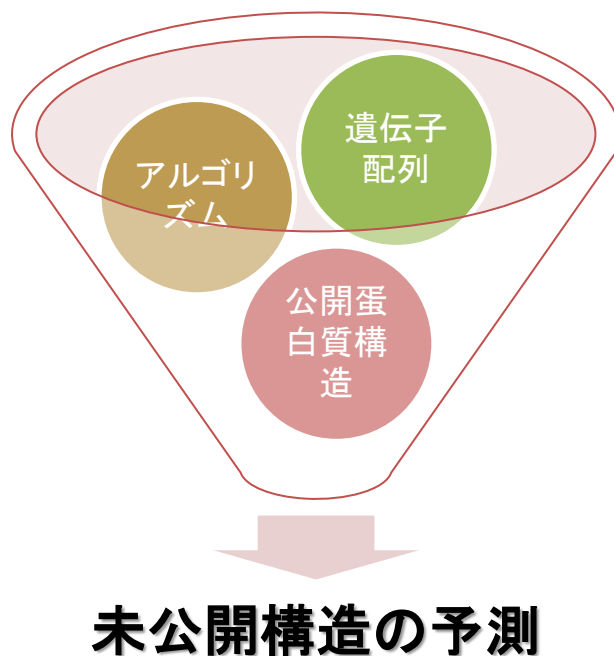 遺伝子
配列
アルゴリ
ズム
公開蛋
白質構
造
未公開構造の予測